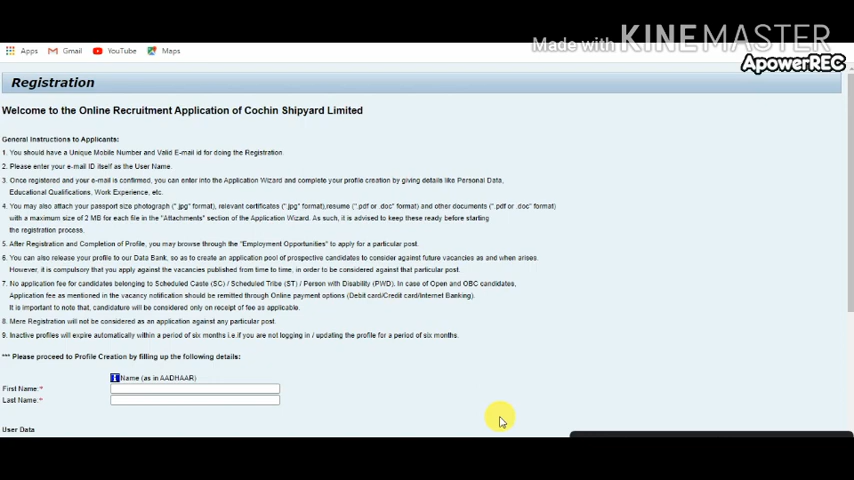 Made with KINEMASTER
Apps Gmail YouTube Maps
ApowerREC
Registration
Welcome to the Online Recruitment Application of Cochin Shipyard Limited
General Instructions to Applicants:
1. You should have a Unique Mobile Number and Valid E-mail id for doing the Registration.
2. Please enter your e-mail ID itself as the User Name.
3. Once registered and your e-mail is confirmed, you can enter into the Application Wizard and complete your profile creation by giving details like Personal Data,
Educational Qualifications, Work Experience, etc.
4. You may also attach your passport size photograph (".jpg" format), relevant certificates (".jpg" format),resume (".pdf or .doc" format) and other documents (".pdf or .doc" format)
with a maximum size of 2 MB for each file in the "Attachments" section of the Application Wizard. As such, it is advised to keep these ready before starting
the registration process.
5. After Registration and Completion of Profile, you may browse through the "Employment Opportunities" to apply for a particular post.
6. You can also release your profile to our Data Bank, so as to create an application pool of prospective candidates to consider against future vacancies as and when arises.
However, it is compulsory that you apply against the vacancies published from time to time, in order to be considered against that particular post.
7. No application fee for candidates belonging to Scheduled Caste (SC) / Scheduled Tribe (ST) / Person with Disability (PWD). In case of Open and OBC candidates,
Application fee as mentioned in the vacancy notification should be remitted through Online payment options (Debit card/Credit card/Internet Banking).
It is important to note that, candidature will be considered only on receipt of fee as applicable.
8. Mere Registration will not be considered as an application against any particular post.
9. Inactive profiles will expire automatically within a period of six months i.e.if you are not logging in / updating the profile for a period of six months.
*** Please proceed to Profile Creation by filling up the following details:
Name (as in AADHAAR)
First Name:*
Last Name:*
User Data